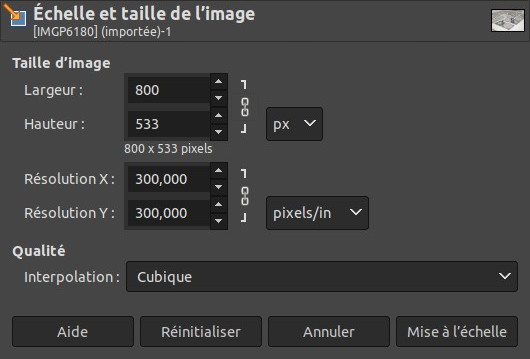 Échelle et taille de l’image
[IMGP6180] (importée)-1
Taille d’image
Largeur : 800
Hauteur : 533 px
800 x 533 pixels
Résolution X : 300,000
Résolution Y : 300,000 pixels/in
Qualité
Interpolation : Cubique
Aide Réinitialiser Annuler Mise à l’échelle